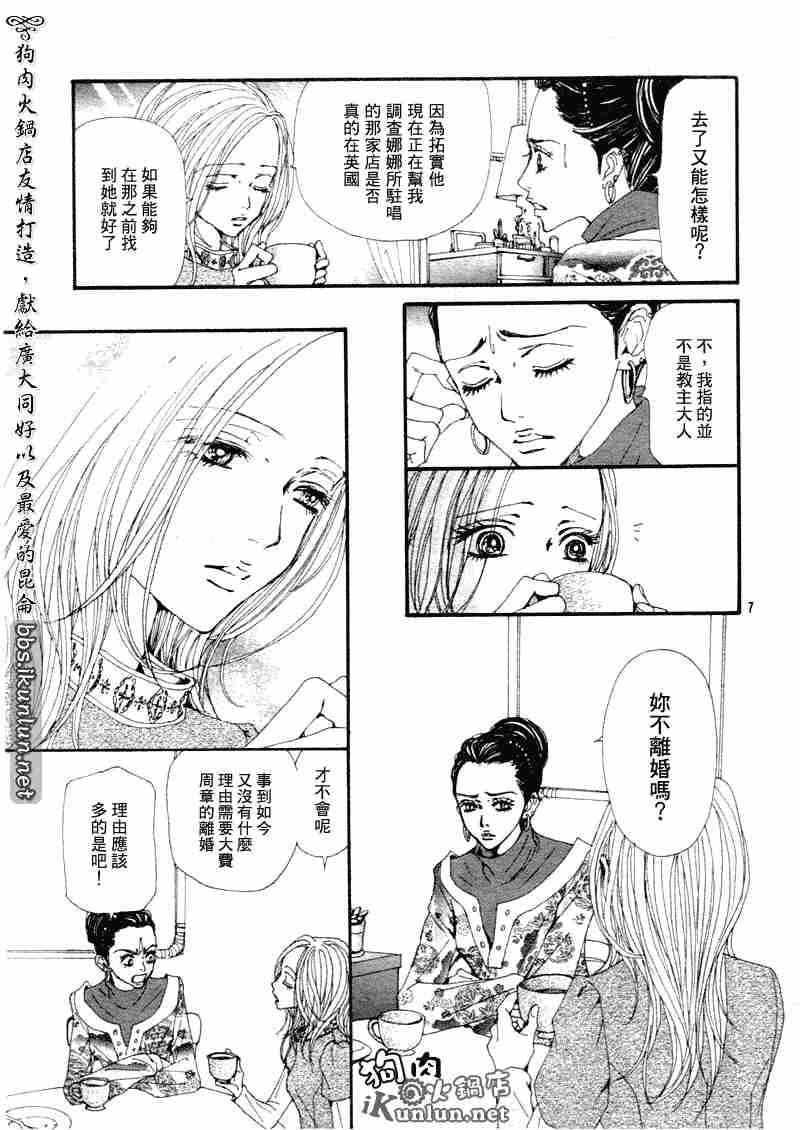 去了又能怎樣呢？
因為拓實他
現在正在幫我
調查娜娜所駐唱
的那家店是否
真的在英國
如果能夠
在那之前找
到她就好了
不，我指的並
不是教主大人
7
妳不離婚嗎？
才不會呢
事到如今
又沒有什麼
理由需要大費
周章的離婚
理由應該
多的是吧！
狗肉火鍋店友情打造，獻給廣大同好以及最愛的昆侖
bbs.ikunlun.net
狗肉火鍋店
iKunlun.net